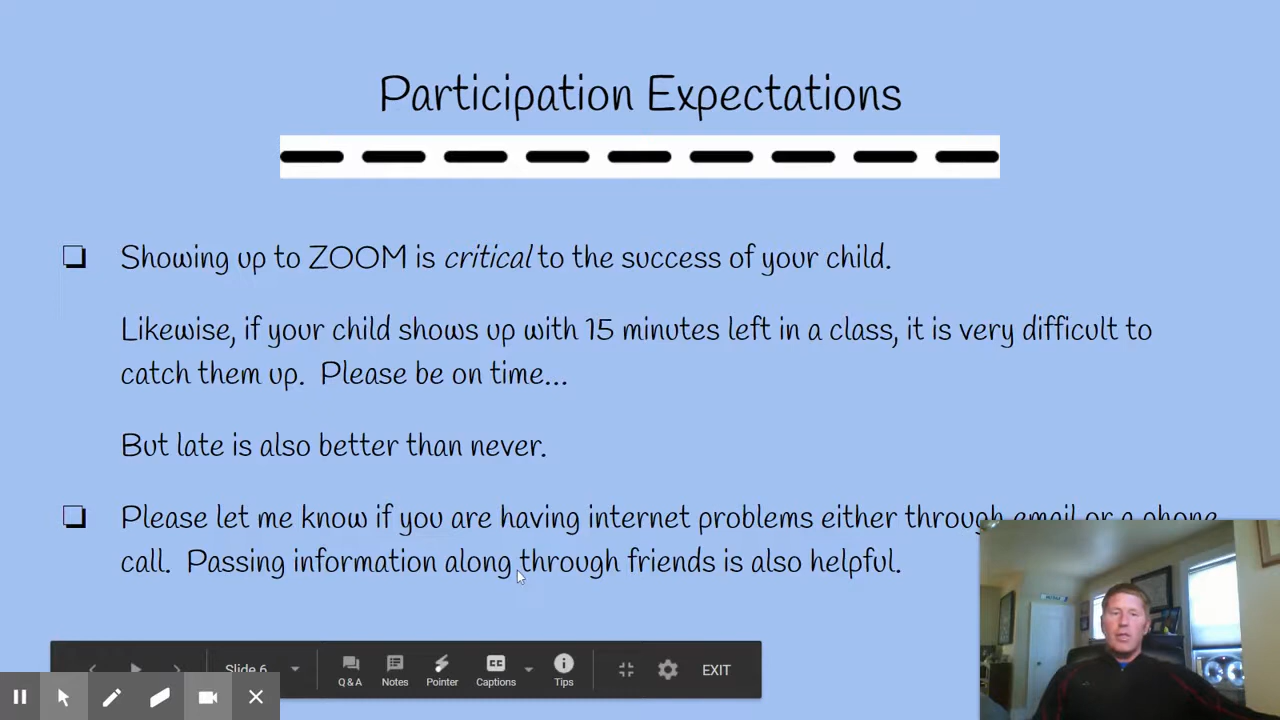 Participation Expectations
Showing up to ZOOM is critical to the success of your child.
Likewise, if your child shows up with 15 minutes left in a class, it is very difficult to
catch them up.  Please be on time...
But late is also better than never.
Please let me know if you are having internet problems either through email or a phone
call.  Passing information along through friends is also helpful.
Slide 6
Q & A Notes Pointer Captions Tips EXIT